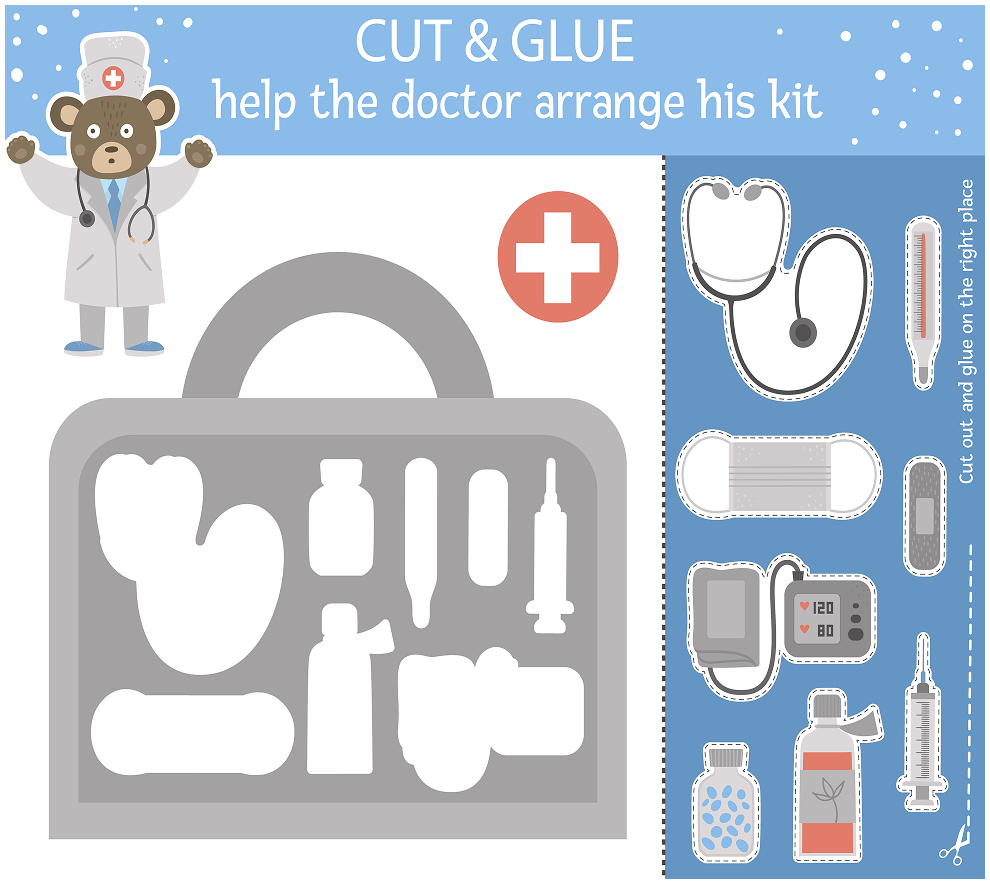 CUT & GLUE
help the doctor arrange his kit
Cut out and glue on the right place
120
80